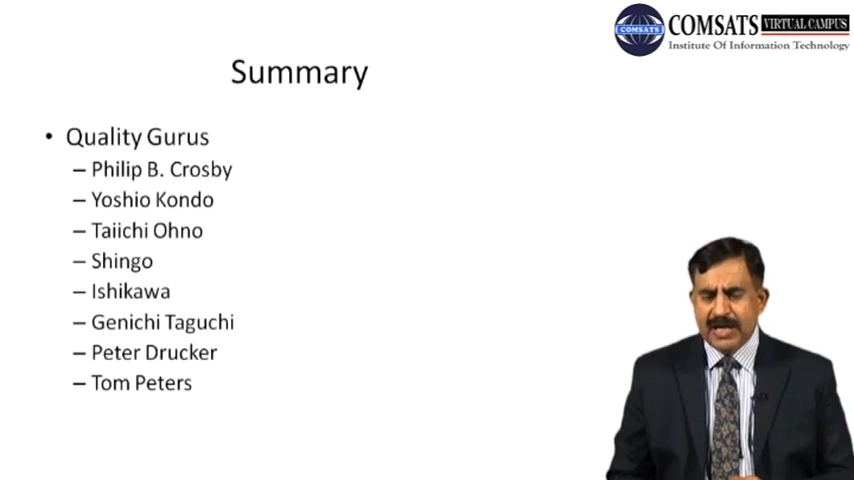 COMSATS VIRTUAL CAMPUS
COMSATS
Institute Of Information Technology
Summary
• Quality Gurus
– Philip B. Crosby
– Yoshio Kondo
– Taiichi Ohno
– Shingo
– Ishikawa
– Genichi Taguchi
– Peter Drucker
– Tom Peters